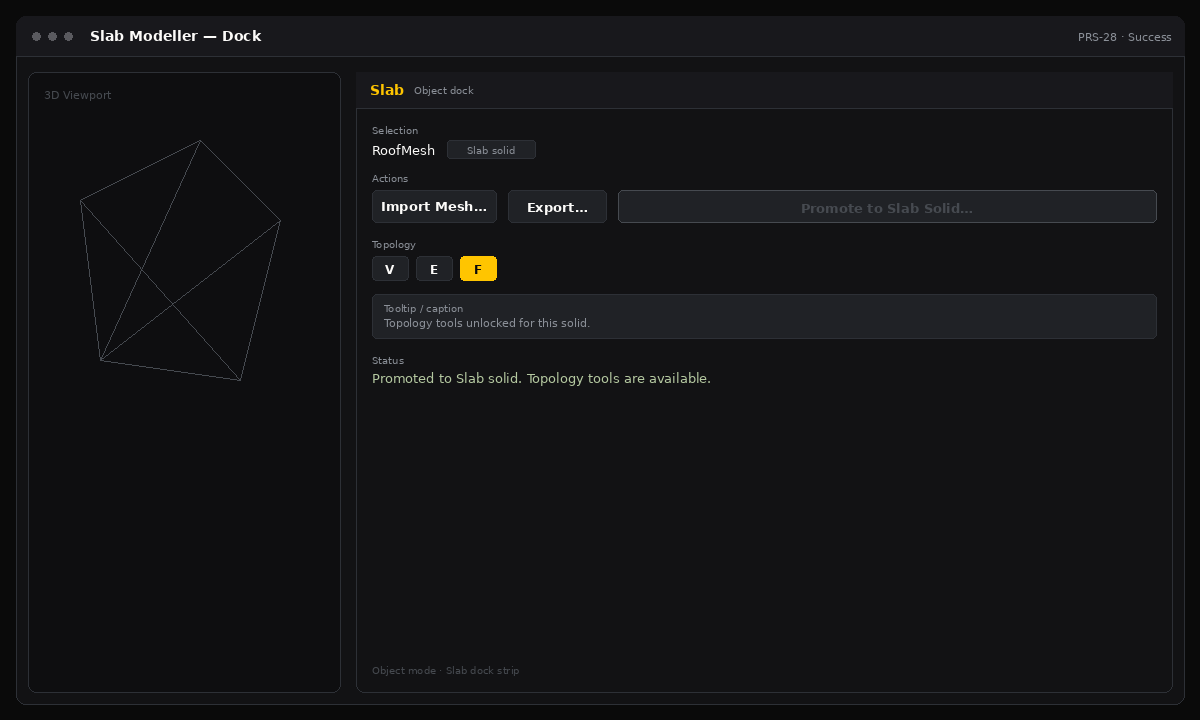 Slab Modeller — Dock
PRS-28 · Success
3D Viewport
Slab Object dock
Selection
RoofMesh Slab solid
Actions
Import Mesh... Export... Promote to Slab Solid...
Topology
V E F
Tooltip / caption
Topology tools unlocked for this solid.
Status
Promoted to Slab solid. Topology tools are available.
Object mode · Slab dock strip